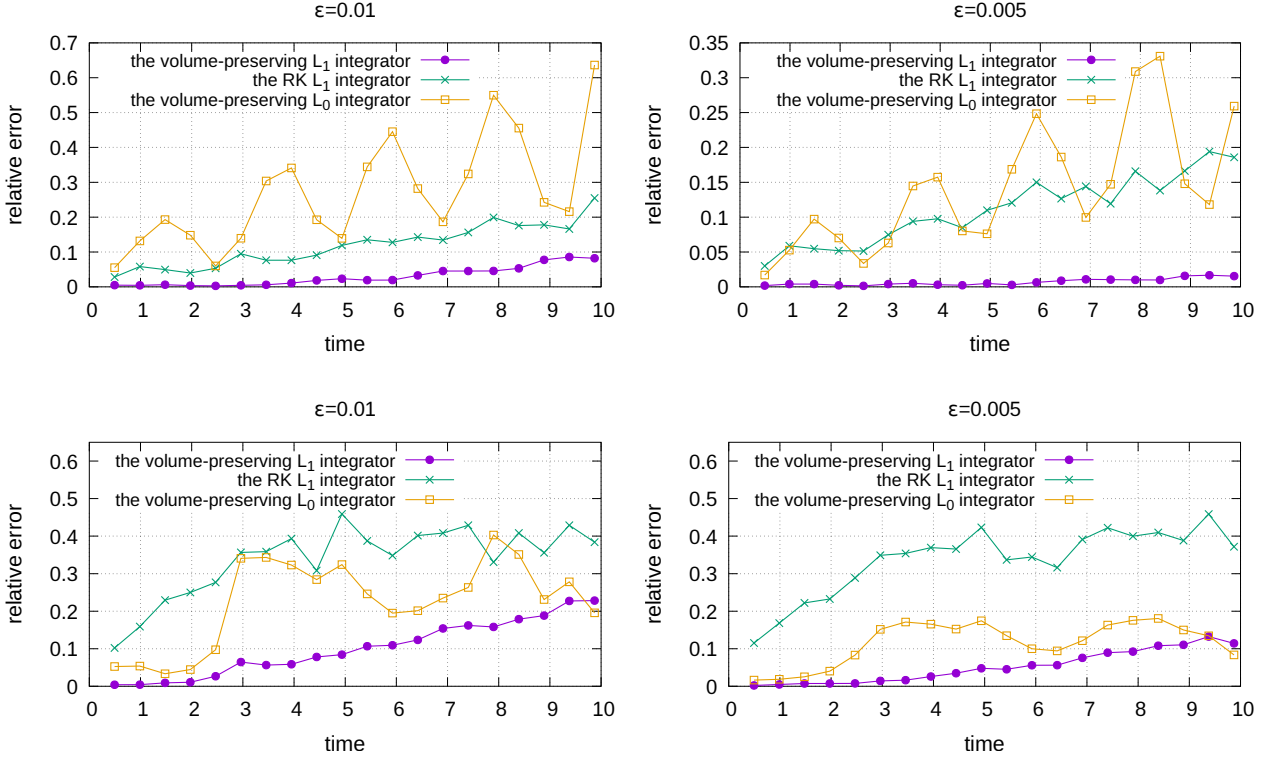 ε=0.01
0.7
0.6
0.5
0.4
0.3
0.2
0.1
0
relative error
the volume-preserving L1 integrator
the RK L1 integrator
the volume-preserving L0 integrator
0 1 2 3 4 5 6 7 8 9 10
time
ε=0.005
0.35
0.3
0.25
0.2
0.15
0.1
0.05
0
relative error
the volume-preserving L1 integrator
the RK L1 integrator
the volume-preserving L0 integrator
0 1 2 3 4 5 6 7 8 9 10
time
ε=0.01
0.6
0.5
0.4
0.3
0.2
0.1
0
relative error
the volume-preserving L1 integrator
the RK L1 integrator
the volume-preserving L0 integrator
0 1 2 3 4 5 6 7 8 9 10
time
ε=0.005
0.6
0.5
0.4
0.3
0.2
0.1
0
relative error
the volume-preserving L1 integrator
the RK L1 integrator
the volume-preserving L0 integrator
0 1 2 3 4 5 6 7 8 9 10
time